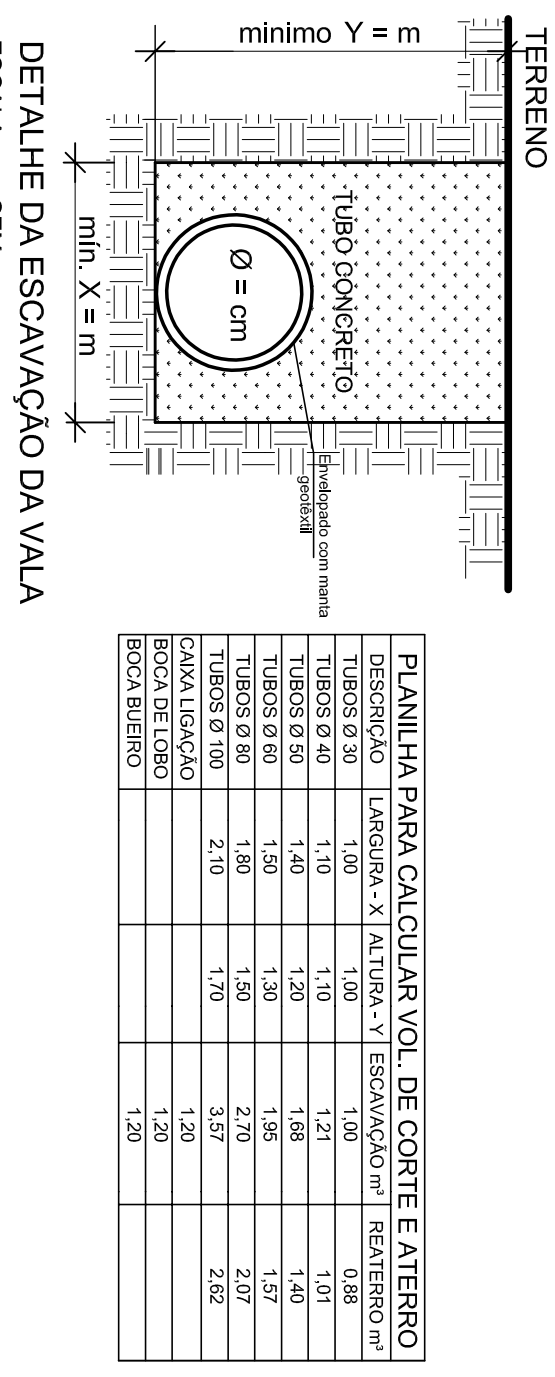 TERRENO
minimo Y = m
TUBO CONCRETO
Ø = cm
Envelopado com manta
geotêxtil
mín. X = m
DETALHE DA ESCAVAÇÃO DA VALA
PLANILHA PARA CALCULAR VOL. DE CORTE E ATERRO
DESCRIÇÃO LARGURA - X ALTURA - Y ESCAVAÇÃO m³ REATERRO m³
TUBOS Ø 30 1,00 1,00 1,00 0,88
TUBOS Ø 40 1,10 1,10 1,21 1,01
TUBOS Ø 50 1,40 1,20 1,68 1,40
TUBOS Ø 60 1,50 1,30 1,95 1,57
TUBOS Ø 80 1,80 1,50 2,70 2,07
TUBOS Ø 100 2,10 1,70 3,57 2,62
CAIXA LIGAÇÃO 1,20
BOCA DE LOBO 1,20
BOCA BUEIRO 1,20